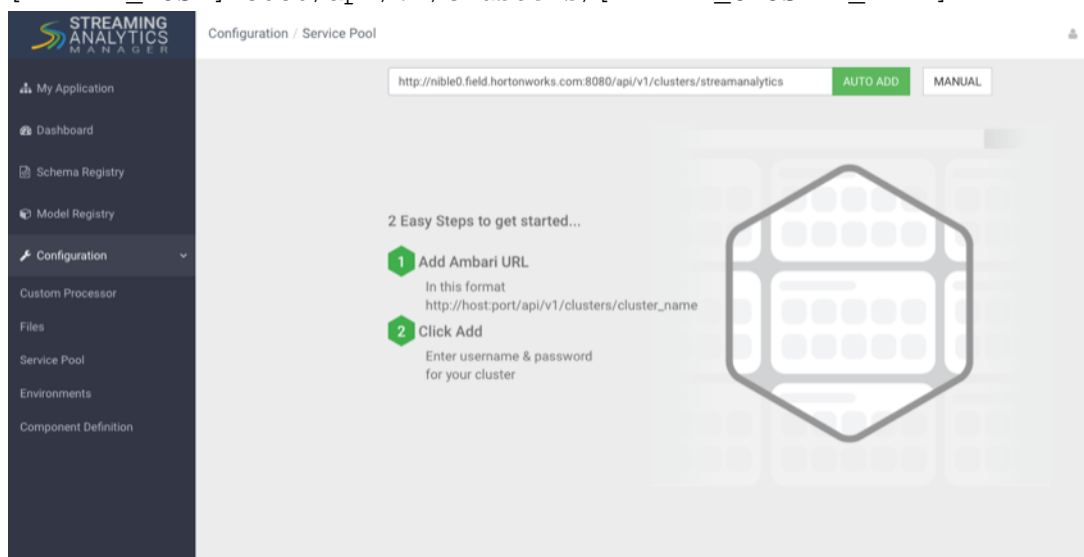 STREAMING
ANALYTICS
MANAGER
Configuration / Service Pool
My Application
Dashboard
Schema Registry
Model Registry
Configuration
Custom Processor
Files
Service Pool
Environments
Component Definition
http://nible0.field.hortonworks.com:8080/api/v1/clusters/streamanalytics
AUTO ADD
MANUAL
2 Easy Steps to get started...
1 Add Ambari URL
In this format
http://host:port/api/v1/clusters/cluster_name
2 Click Add
Enter username & password
for your cluster